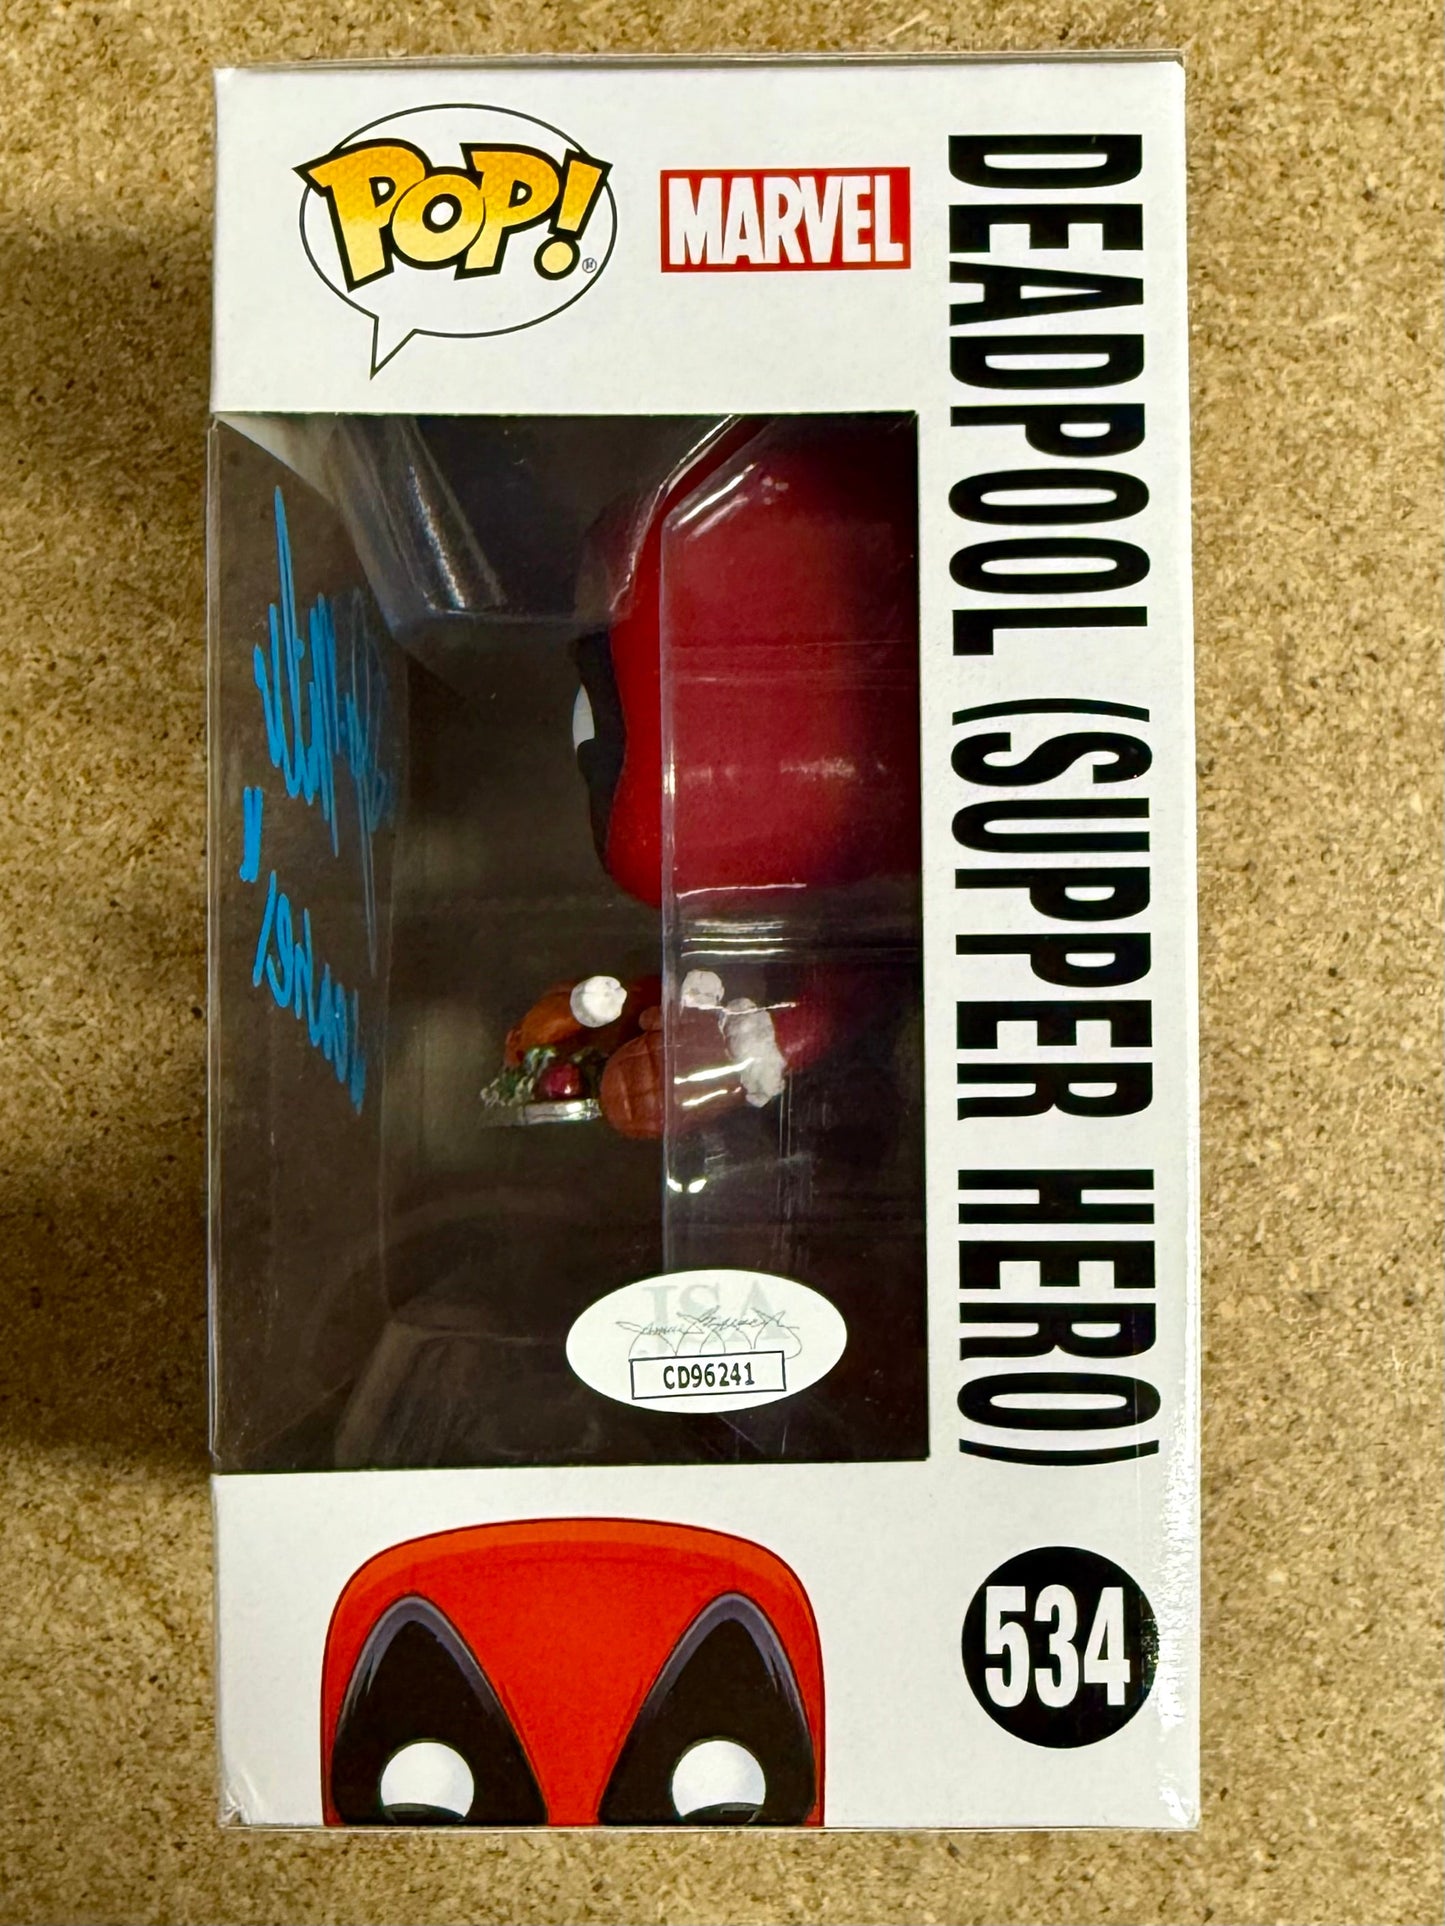 POP!
MARVEL
DEADPOOL (SUPPER HERO)
JSA
CD96241
534